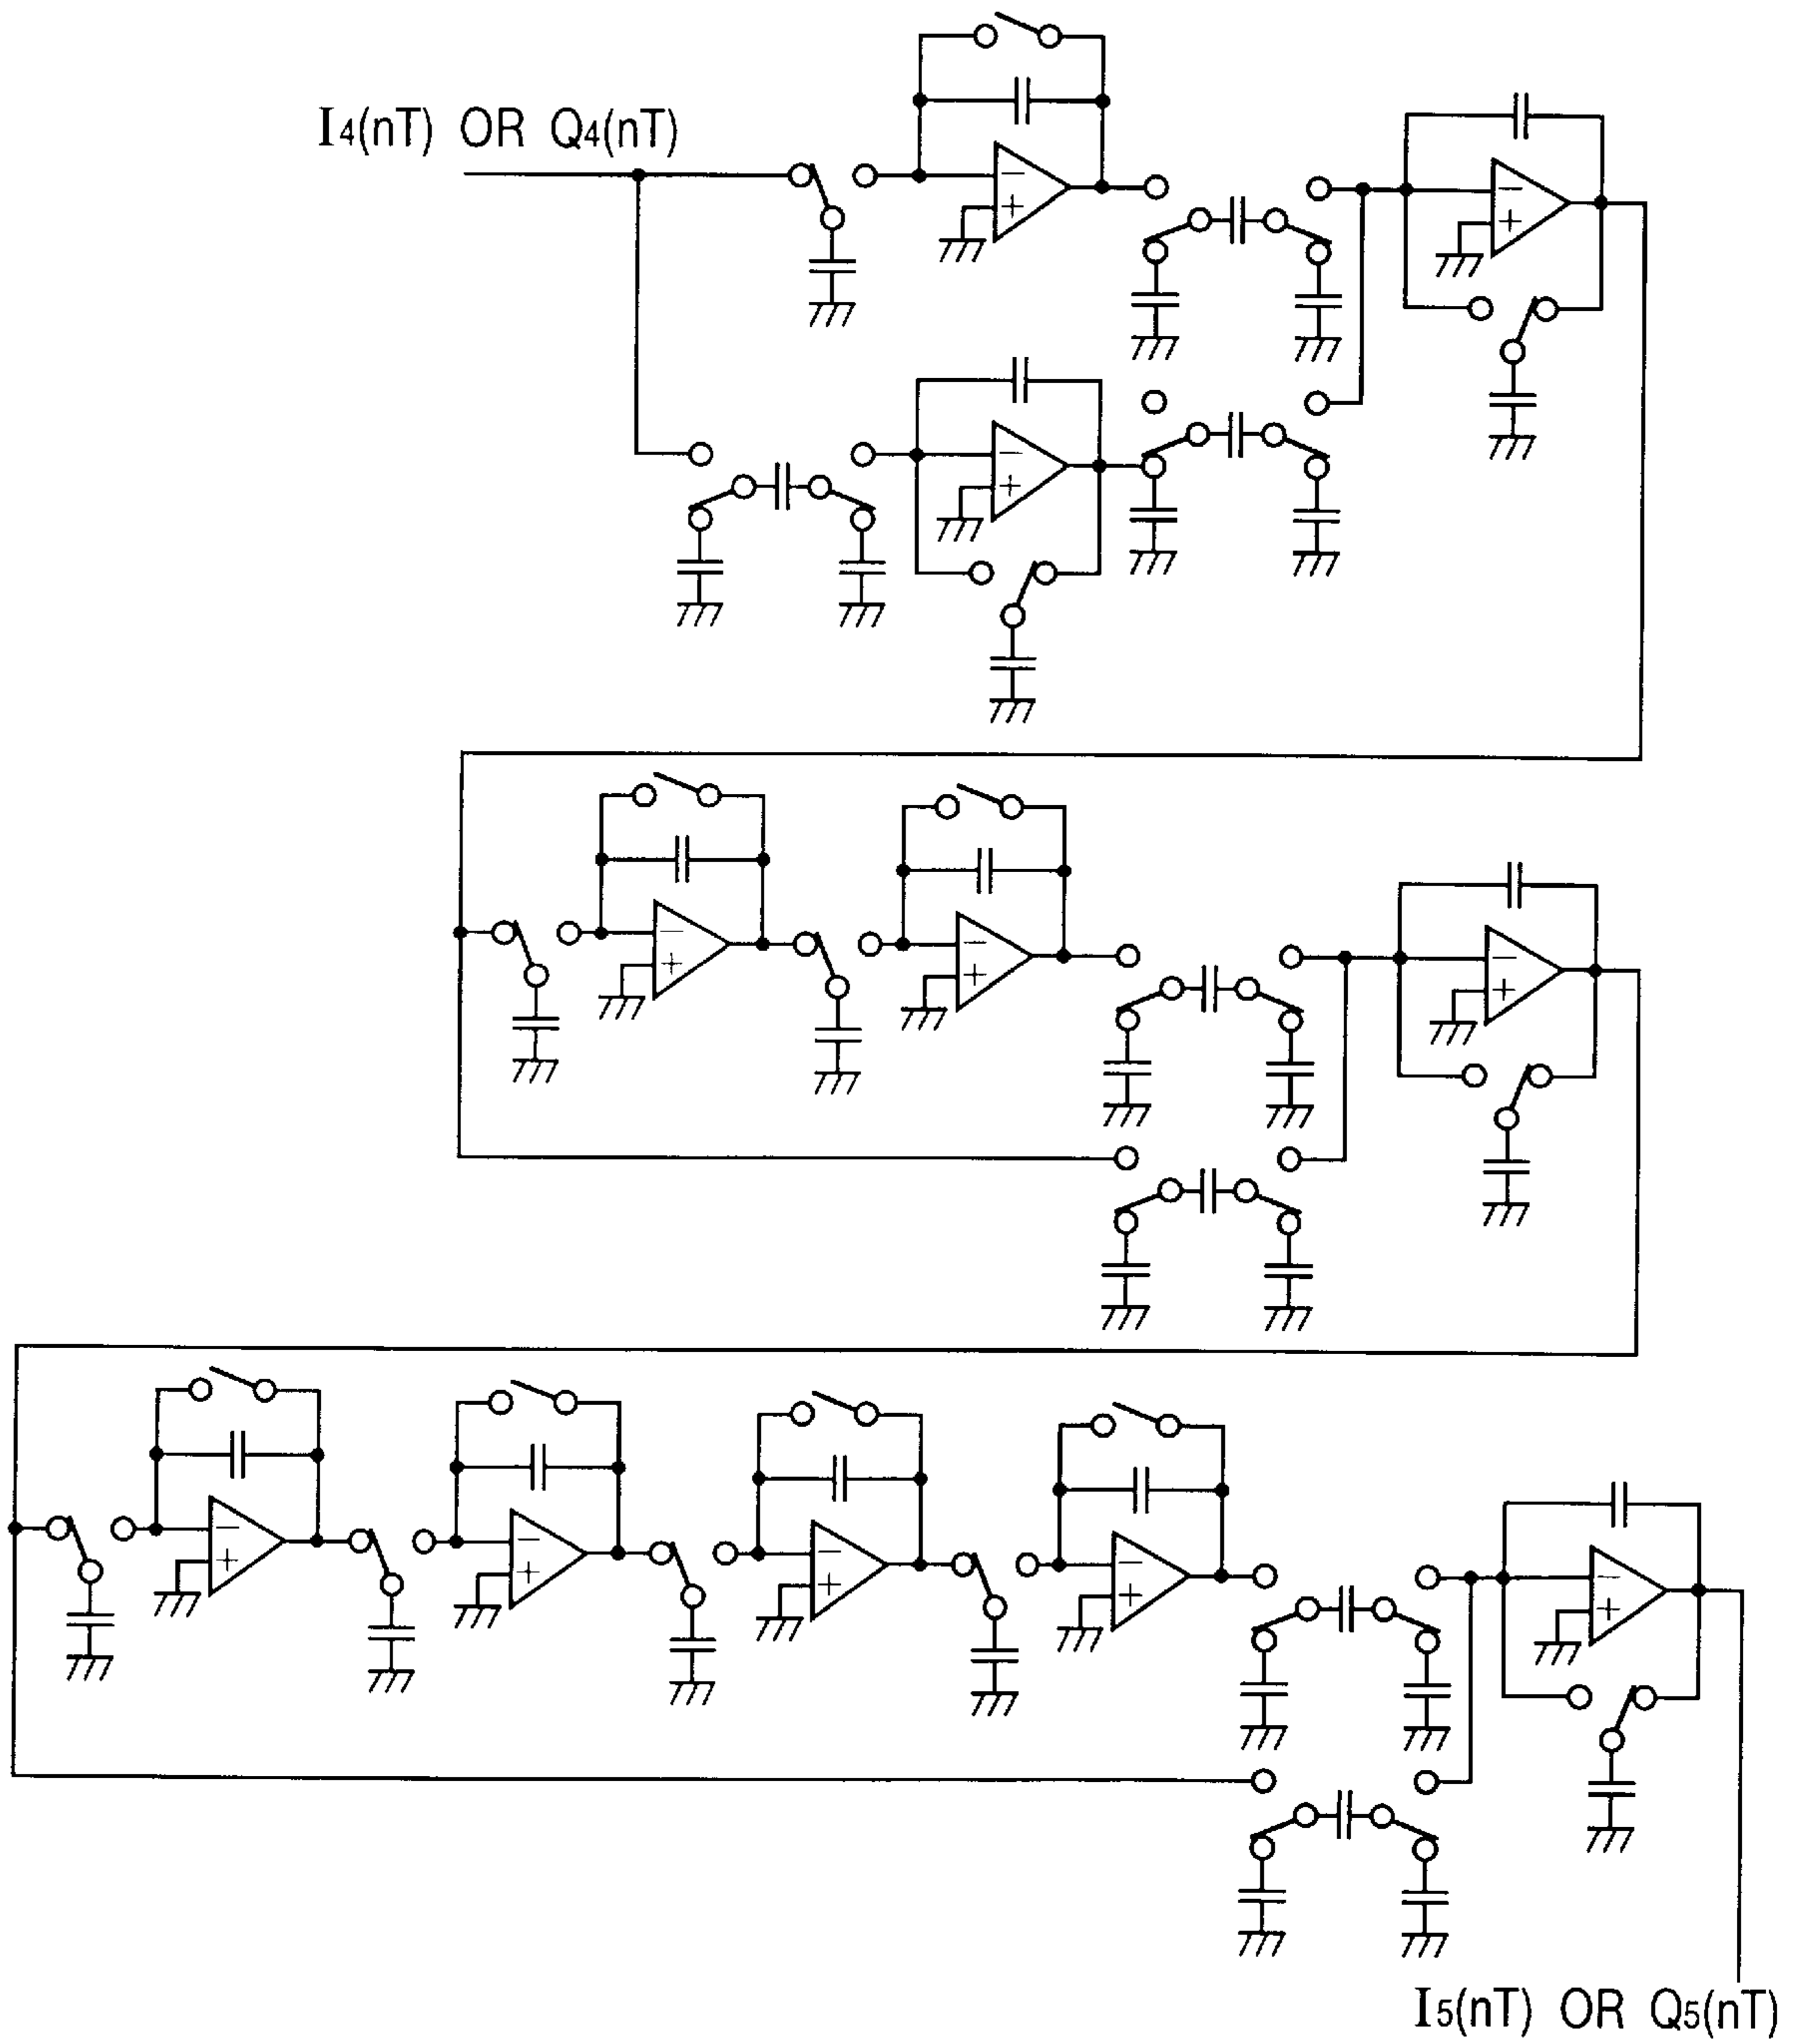 I4(nT) OR Q4(nT)
− + − +
− +
− + − + − +
− + − + − + − + − +
I5(nT) OR Q5(nT)